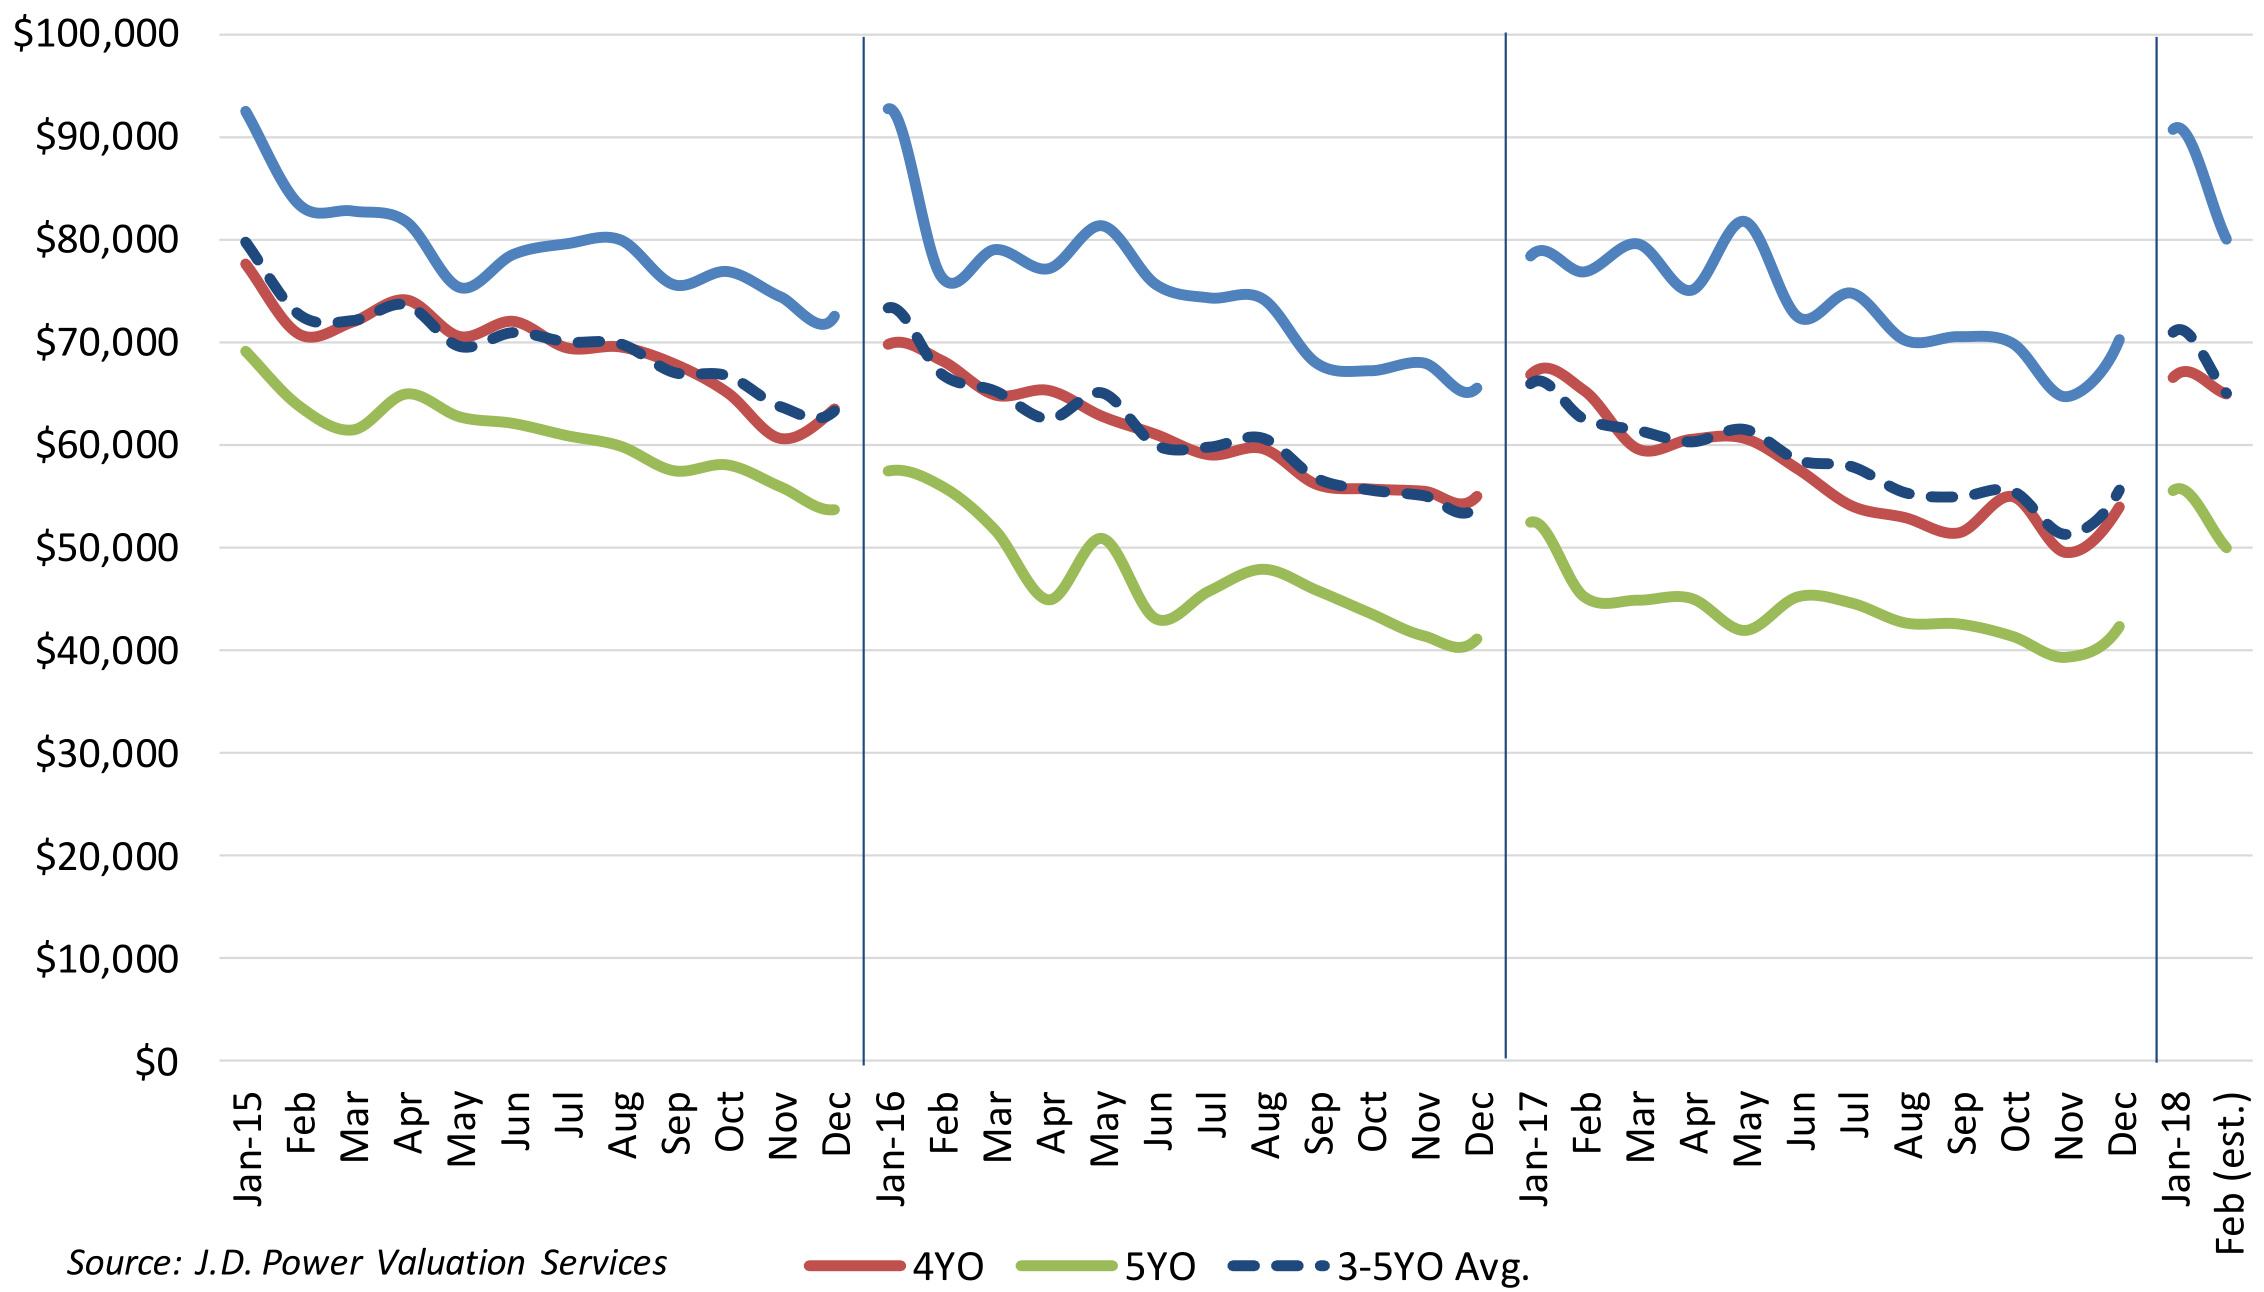 $100,000
$90,000
$80,000
$70,000
$60,000
$50,000
$40,000
$30,000
$20,000
$10,000
$0
Jan-15
Feb
Mar
Apr
May
Jun
Jul
Aug
Sep
Oct
Nov
Dec
Jan-16
Feb
Mar
Apr
May
Jun
Jul
Aug
Sep
Oct
Nov
Dec
Jan-17
Feb
Mar
Apr
May
Jun
Jul
Aug
Sep
Oct
Nov
Dec
Jan-18
Feb (est.)
Source: J.D. Power Valuation Services
4YO
5YO
3-5YO Avg.